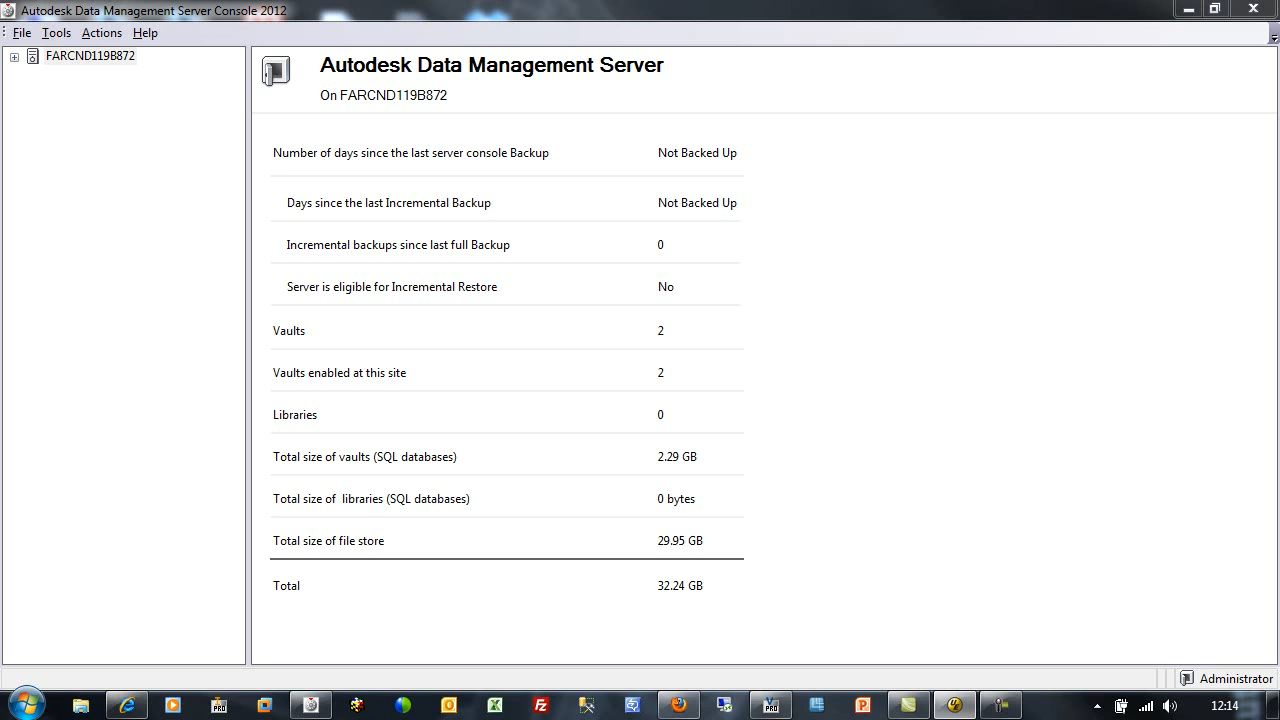 Autodesk Data Management Server Console 2012
File Tools Actions Help
FARCND119B872
Autodesk Data Management Server
On FARCND119B872
Number of days since the last server console Backup Not Backed Up
Days since the last Incremental Backup Not Backed Up
Incremental backups since last full Backup 0
Server is eligible for Incremental Restore No
Vaults 2
Vaults enabled at this site 2
Libraries 0
Total size of vaults (SQL databases) 2.29 GB
Total size of libraries (SQL databases) 0 bytes
Total size of file store 29.95 GB
Total 32.24 GB
Administrator
12:14